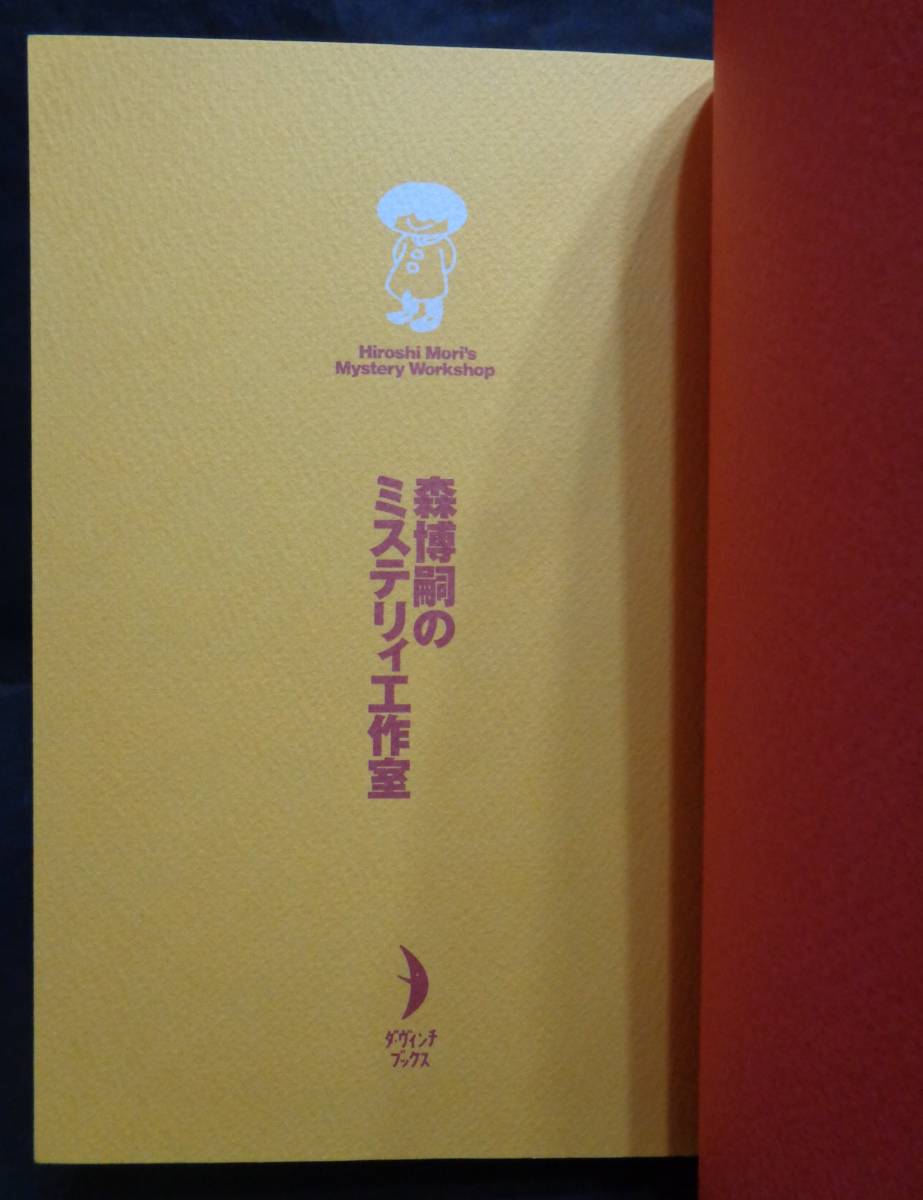 Hiroshi Mori's
Mystery Workshop
森博嗣の
ミステリィ工作室
ダ・ヴィンチ
ブックス